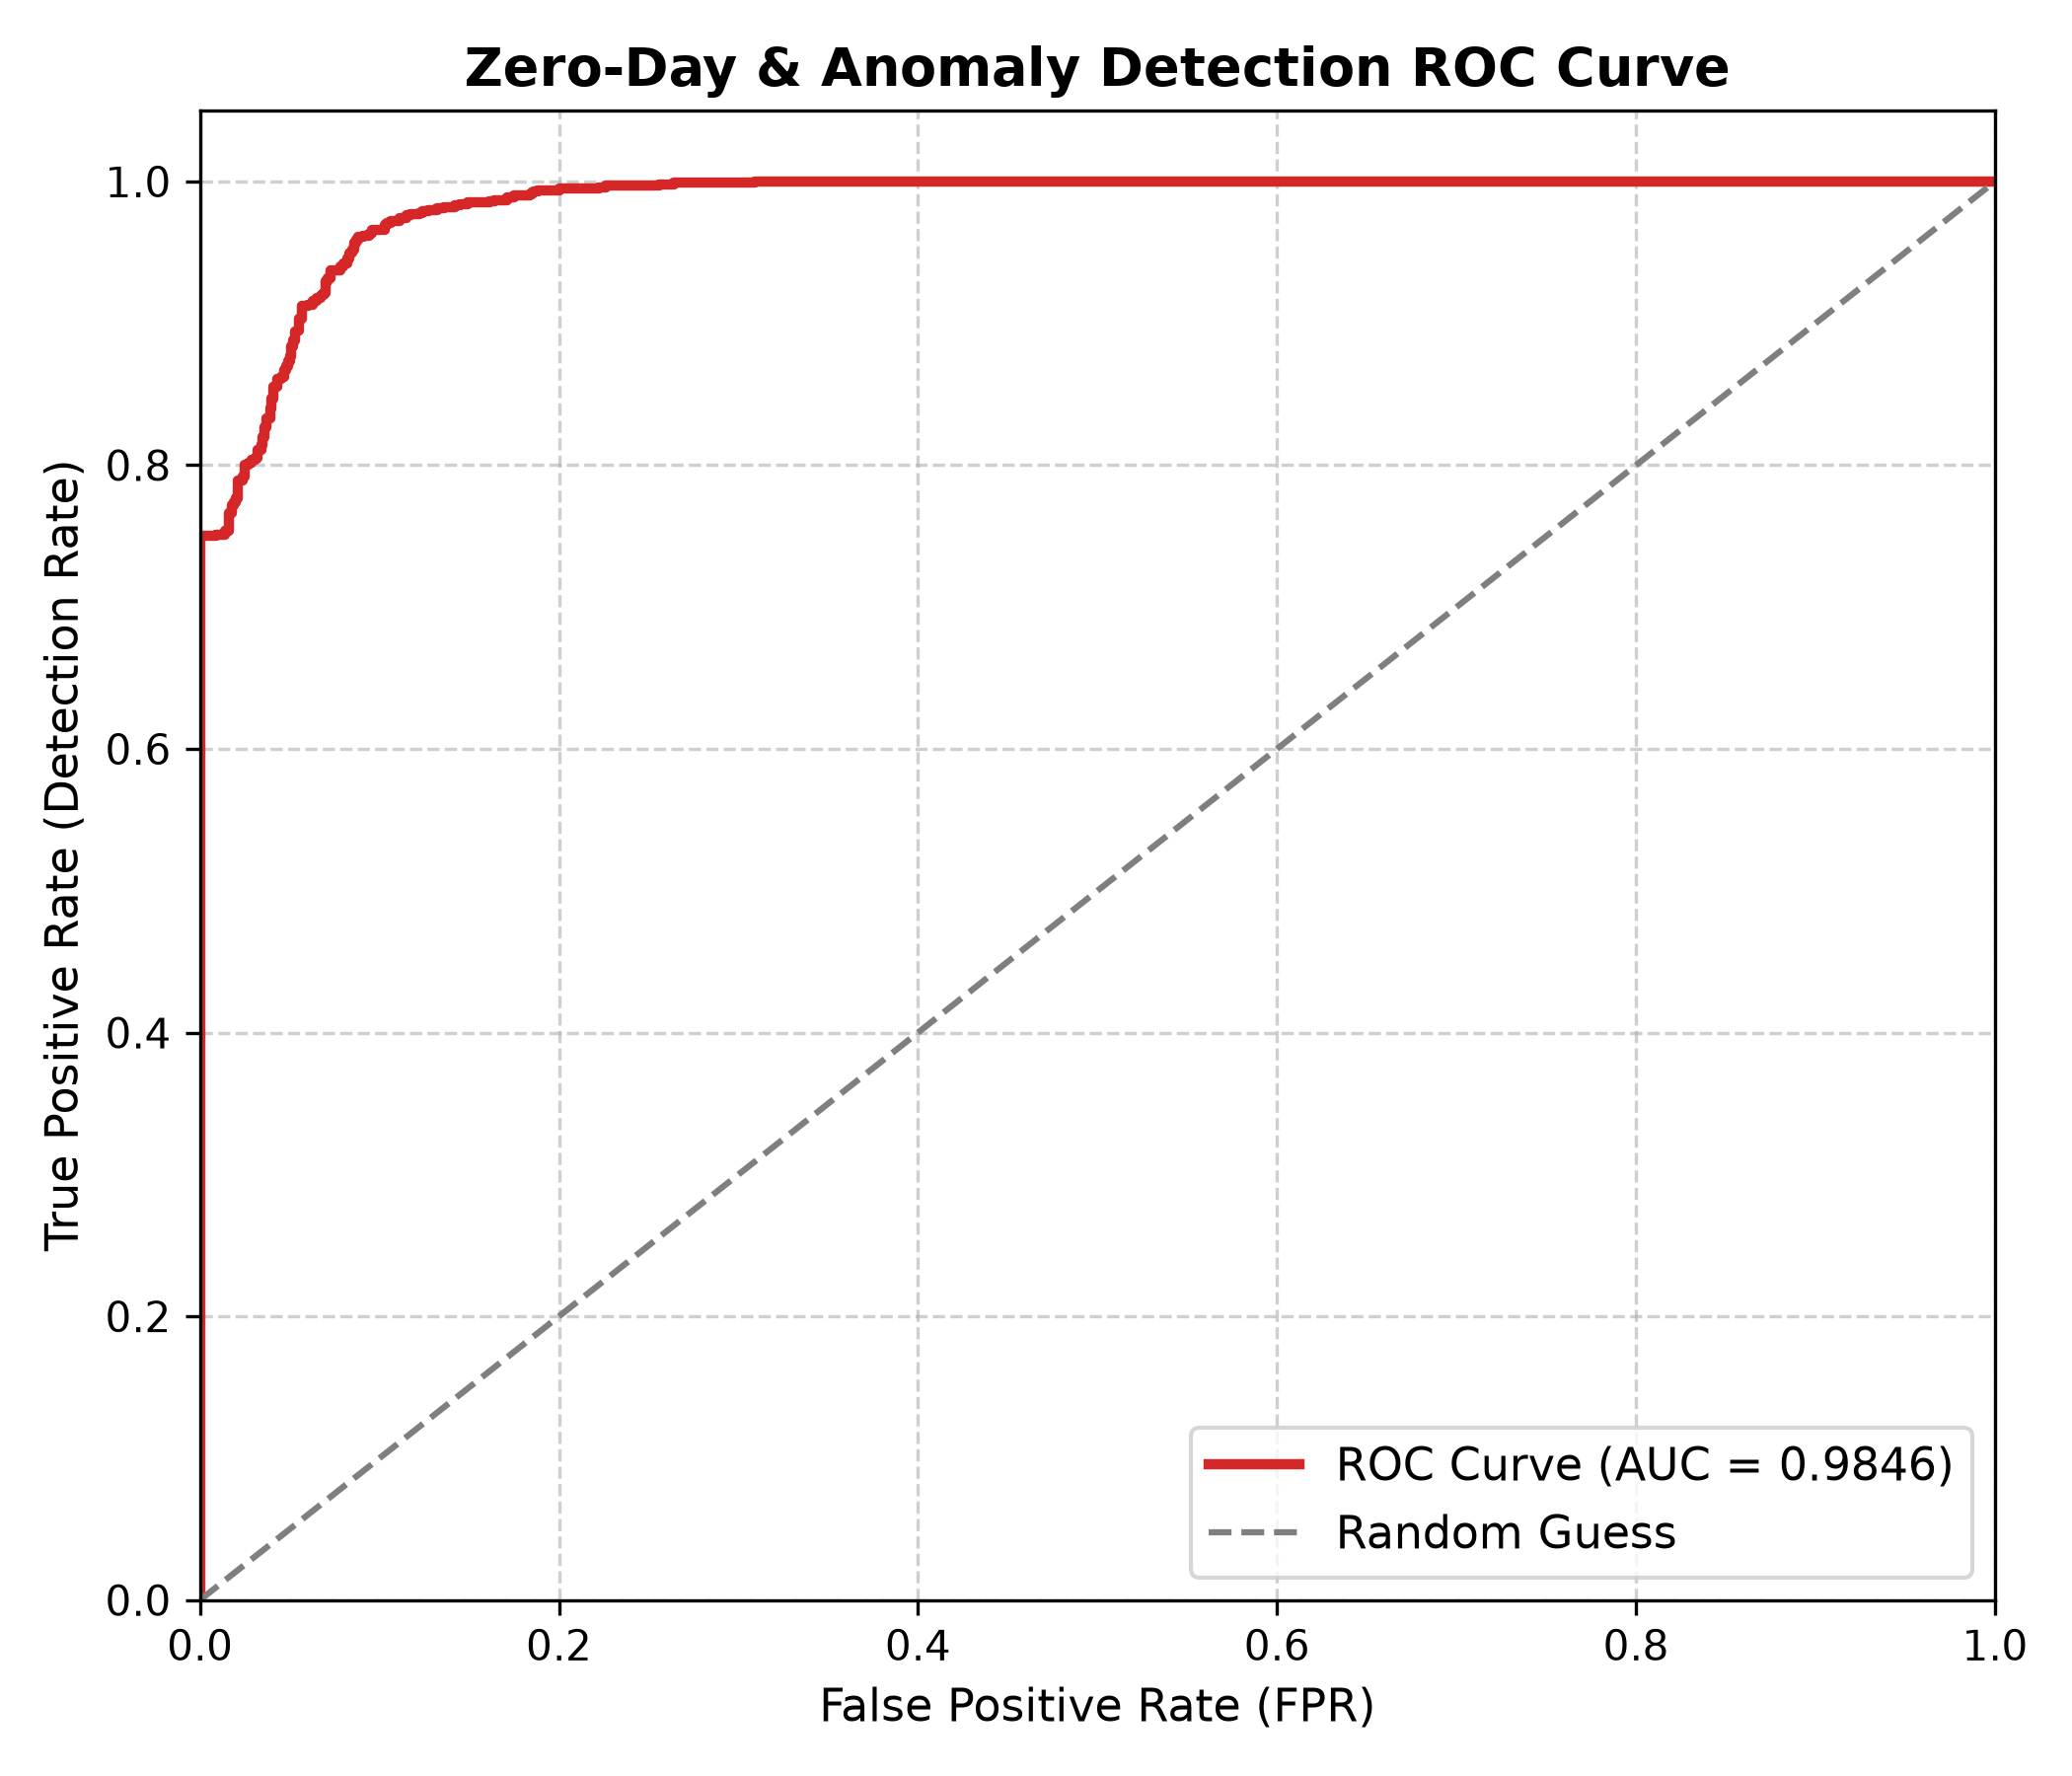 Zero-Day & Anomaly Detection ROC Curve
True Positive Rate (Detection Rate)
1.0
0.8
0.6
0.4
0.2
0.0
0.0 0.2 0.4 0.6 0.8 1.0
False Positive Rate (FPR)
ROC Curve (AUC = 0.9846)
Random Guess